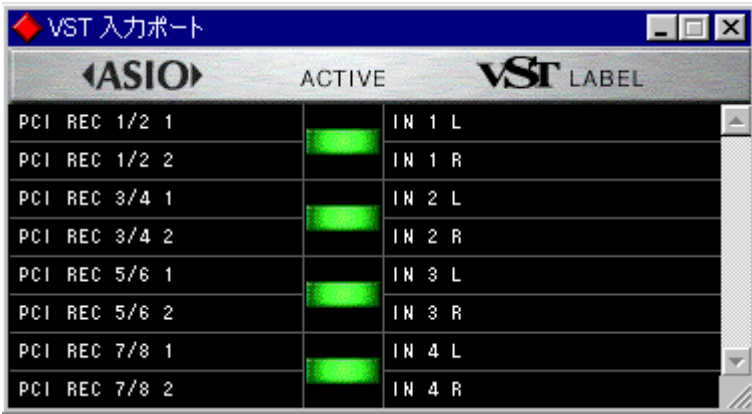 VST 入力ポート
ASIO ACTIVE VST LABEL
PCI REC 1/2 1 IN 1 L
PCI REC 1/2 2 IN 1 R
PCI REC 3/4 1 IN 2 L
PCI REC 3/4 2 IN 2 R
PCI REC 5/6 1 IN 3 L
PCI REC 5/6 2 IN 3 R
PCI REC 7/8 1 IN 4 L
PCI REC 7/8 2 IN 4 R